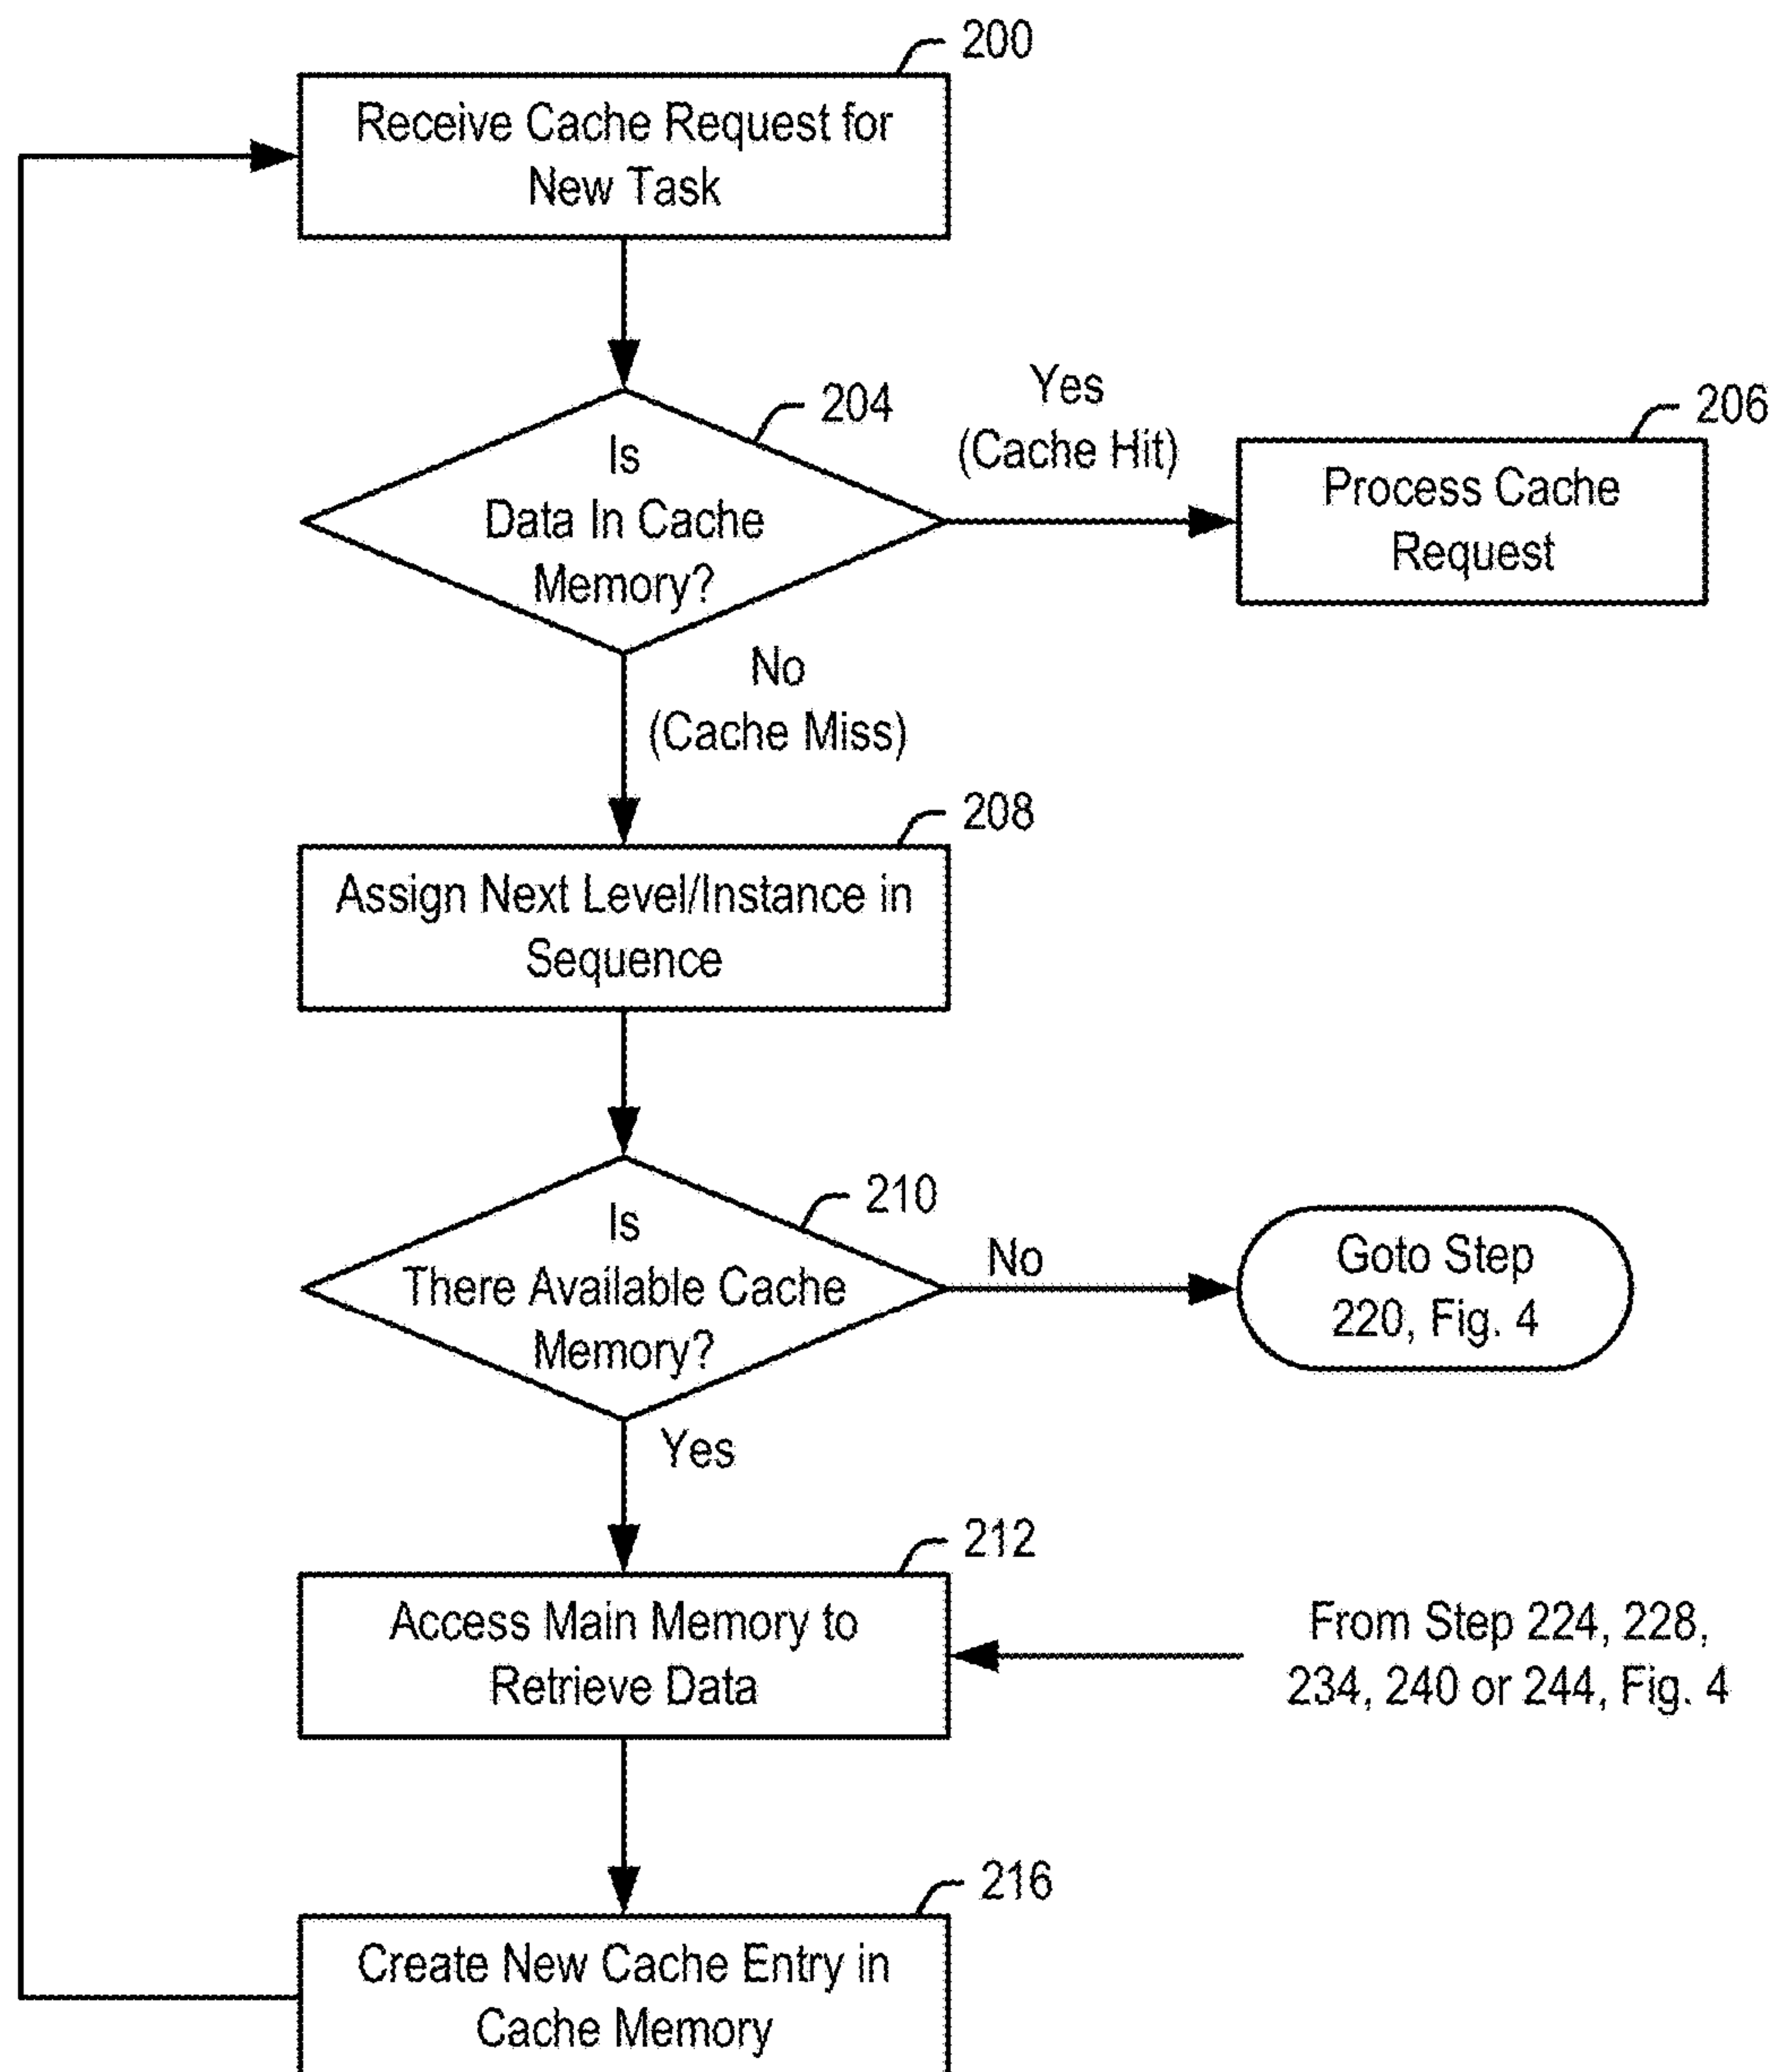 200
Receive Cache Request for
New Task
204
Is
Data In Cache
Memory?
Yes
(Cache Hit)
206
Process Cache
Request
No
(Cache Miss)
208
Assign Next Level/Instance in
Sequence
210
Is
There Available Cache
Memory?
No
Goto Step
220, Fig. 4
Yes
212
Access Main Memory to
Retrieve Data
From Step 224, 228,
234, 240 or 244, Fig. 4
216
Create New Cache Entry in
Cache Memory